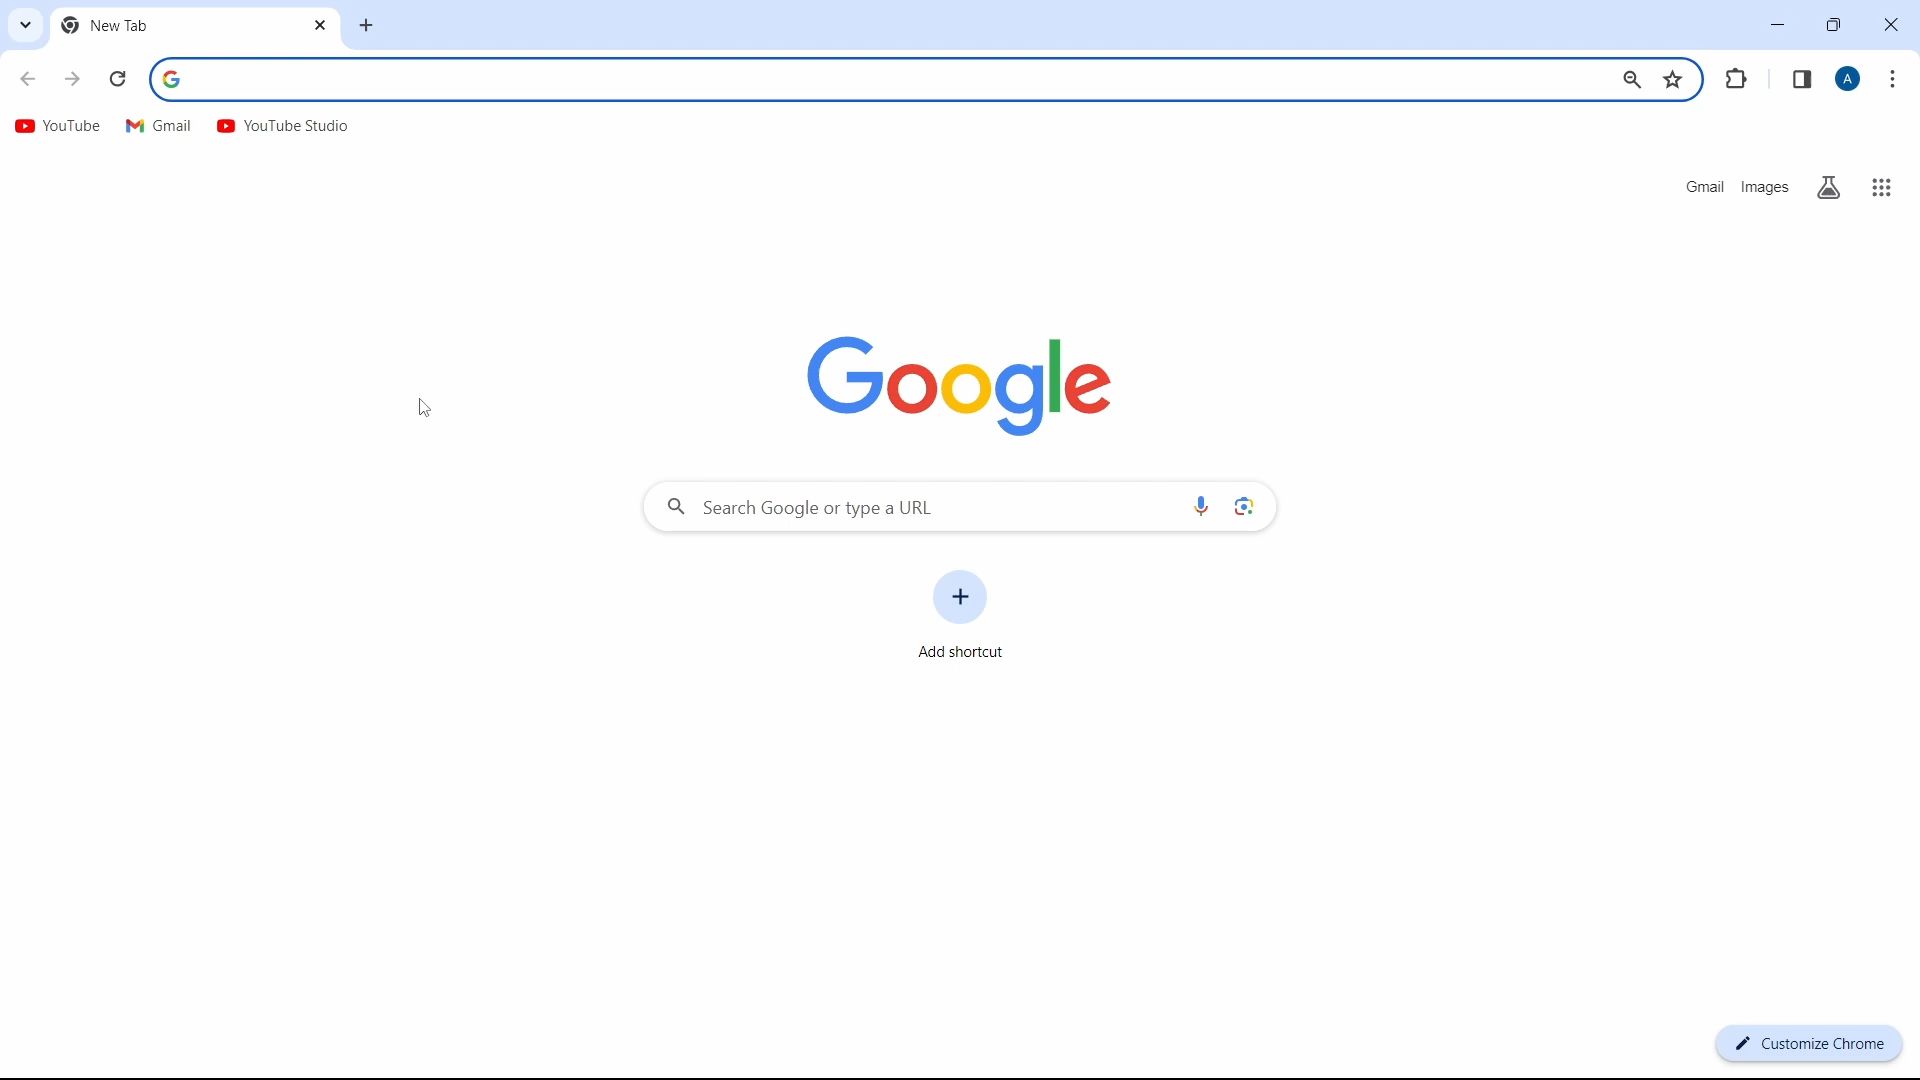 New Tab
YouTube
Gmail
YouTube Studio
A
Gmail
Images
Google
Search Google or type a URL
Add shortcut
Customize Chrome